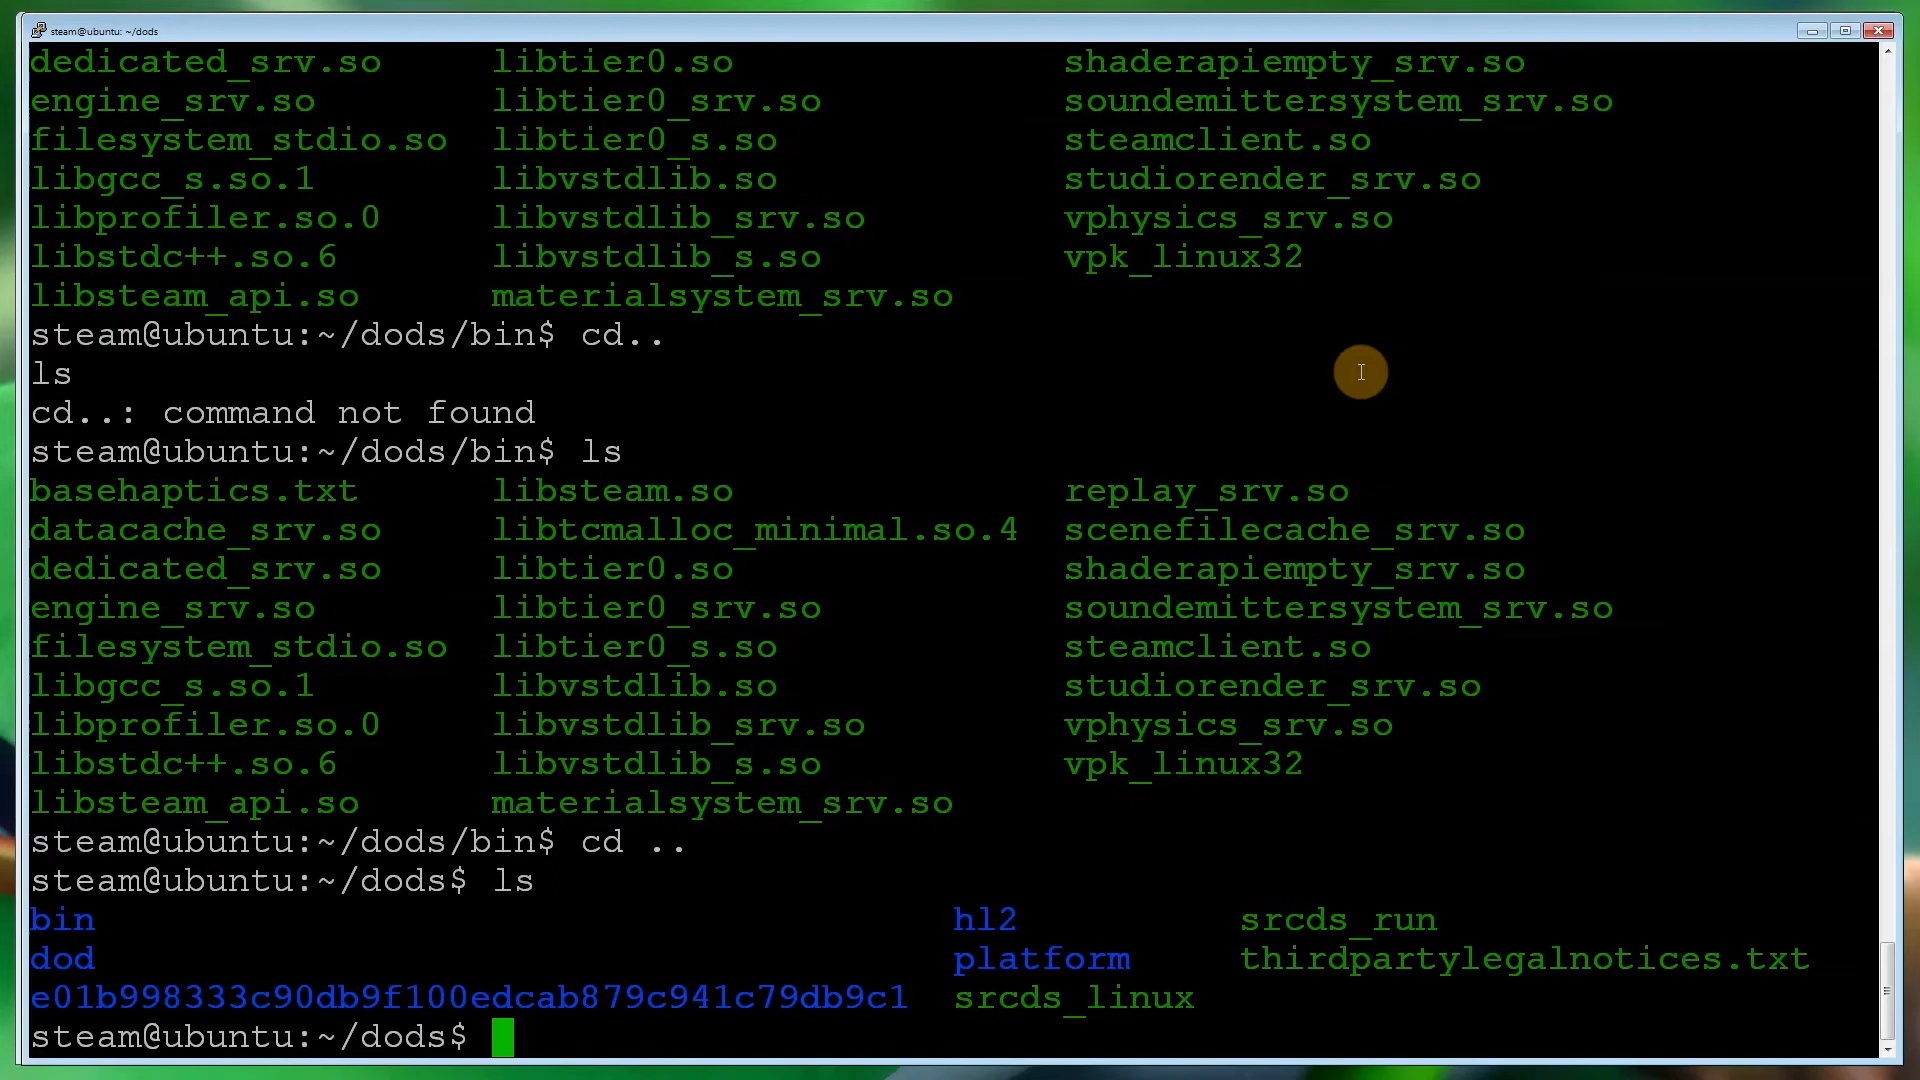 steam@ubuntu: ~/dods
dedicated_srv.so libtier0.so shaderapiempty_srv.so
engine_srv.so libtier0_srv.so soundemittersystem_srv.so
filesystem_stdio.so libtier0_s.so steamclient.so
libgcc_s.so.1 libvstdlib.so studiorender_srv.so
libprofiler.so.0 libvstdlib_srv.so vphysics_srv.so
libstdc++.so.6 libvstdlib_s.so vpk_linux32
libsteam_api.so materialsystem_srv.so
steam@ubuntu:~/dods/bin$ cd..
ls
cd..: command not found
steam@ubuntu:~/dods/bin$ ls
basehaptics.txt libsteam.so replay_srv.so
datacache_srv.so libtcmalloc_minimal.so.4 scenefilecache_srv.so
dedicated_srv.so libtier0.so shaderapiempty_srv.so
engine_srv.so libtier0_srv.so soundemittersystem_srv.so
filesystem_stdio.so libtier0_s.so steamclient.so
libgcc_s.so.1 libvstdlib.so studiorender_srv.so
libprofiler.so.0 libvstdlib_srv.so vphysics_srv.so
libstdc++.so.6 libvstdlib_s.so vpk_linux32
libsteam_api.so materialsystem_srv.so
steam@ubuntu:~/dods/bin$ cd ..
steam@ubuntu:~/dods$ ls
bin hl2 srcds_run
dod platform thirdpartylegalnotices.txt
e01b998333c90db9f100edcab879c941c79db9c1 srcds_linux
steam@ubuntu:~/dods$